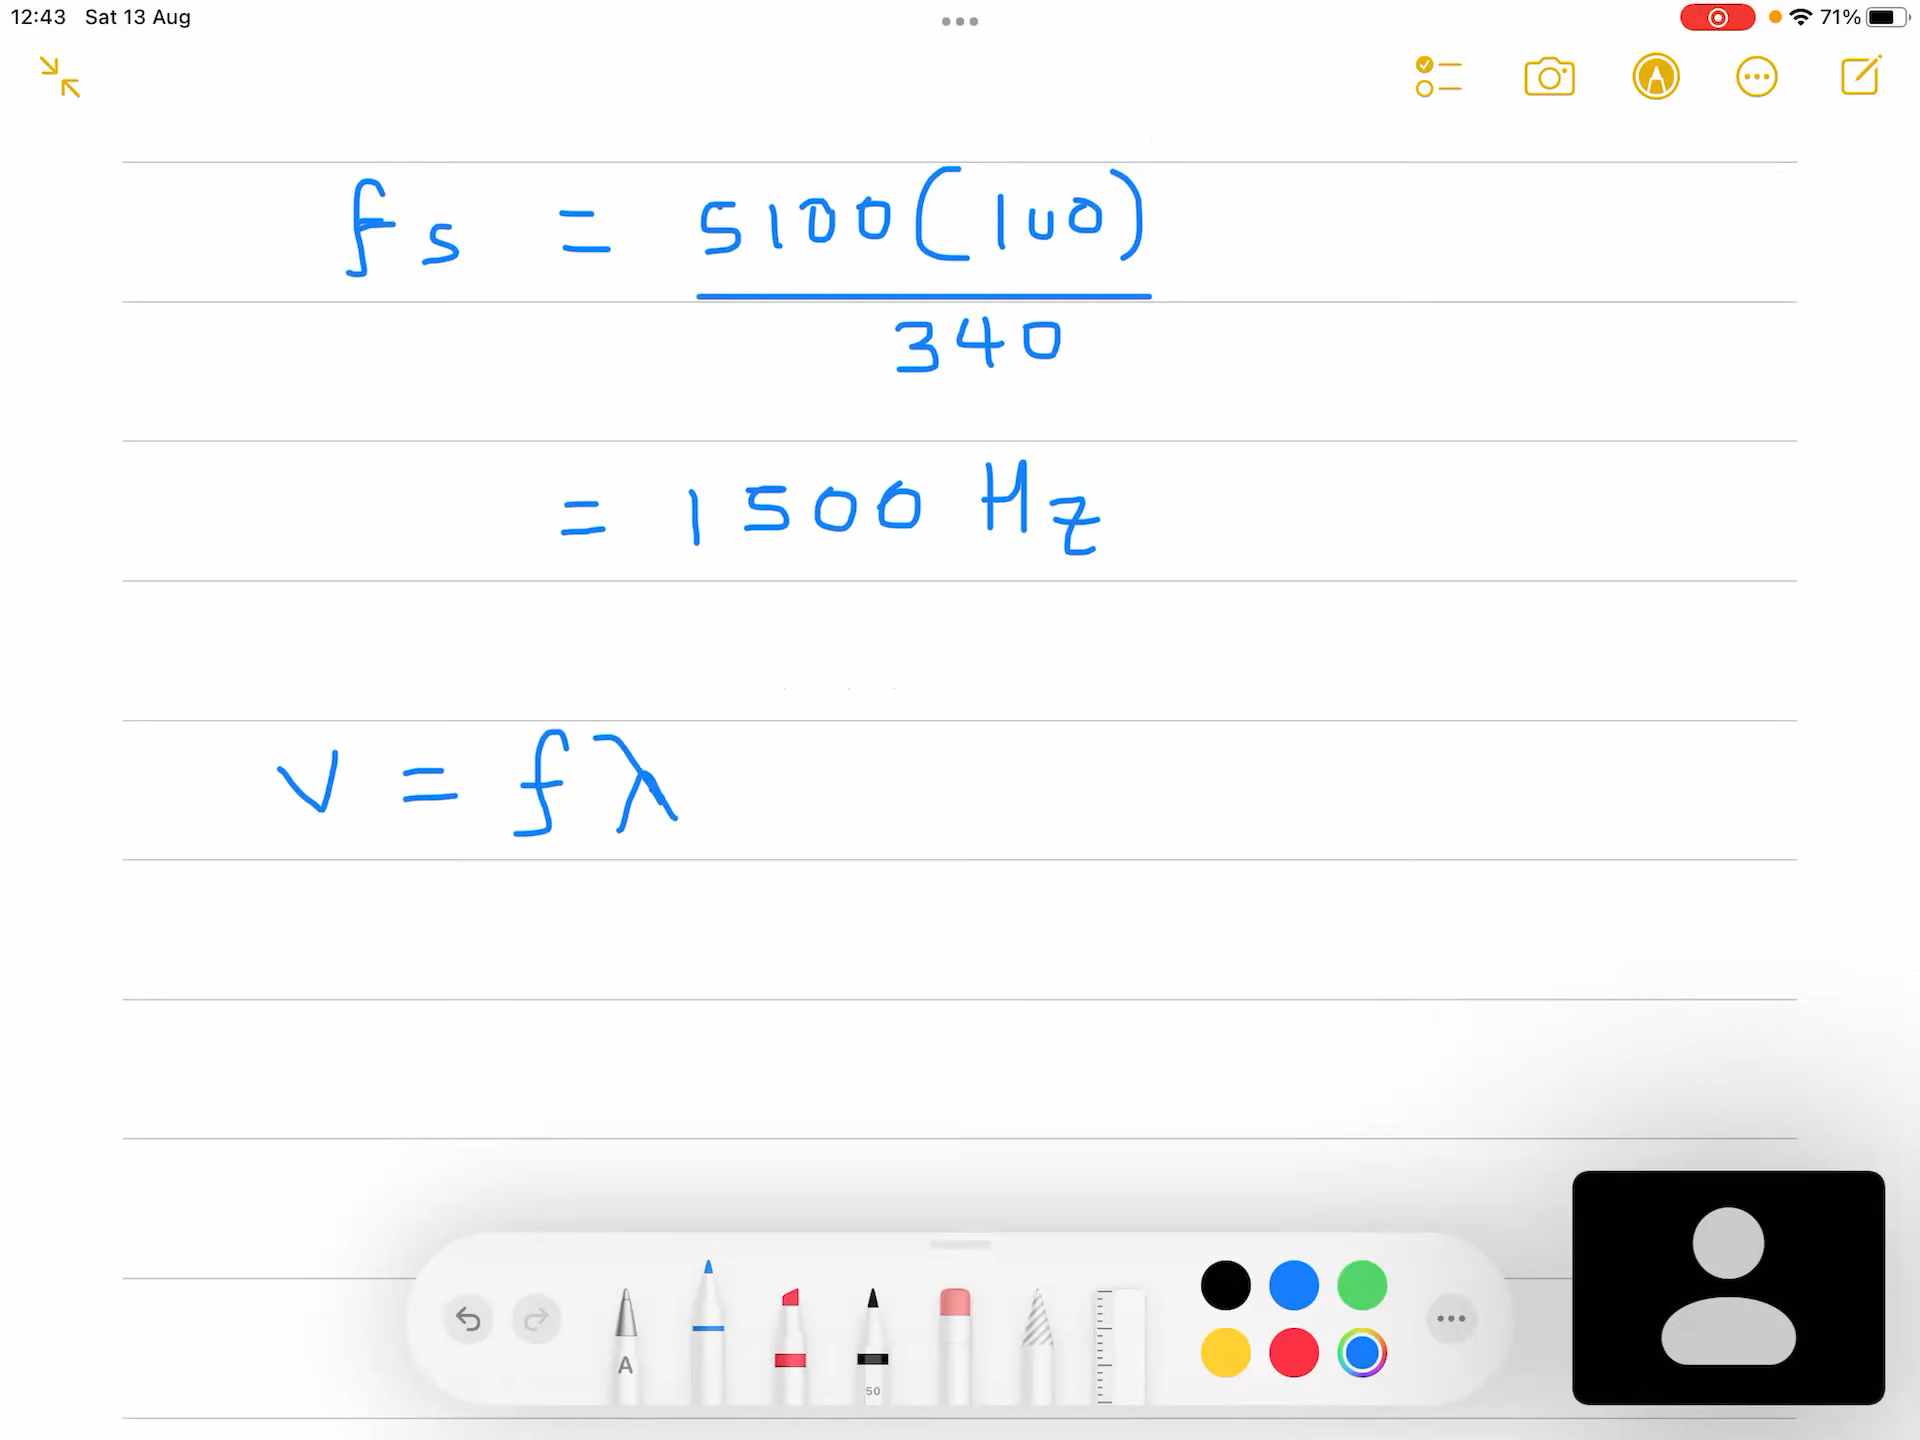 12:43 Sat 13 Aug 71%
fs = 5100(100)
340
= 1500 Hz
v = fλ
A
50